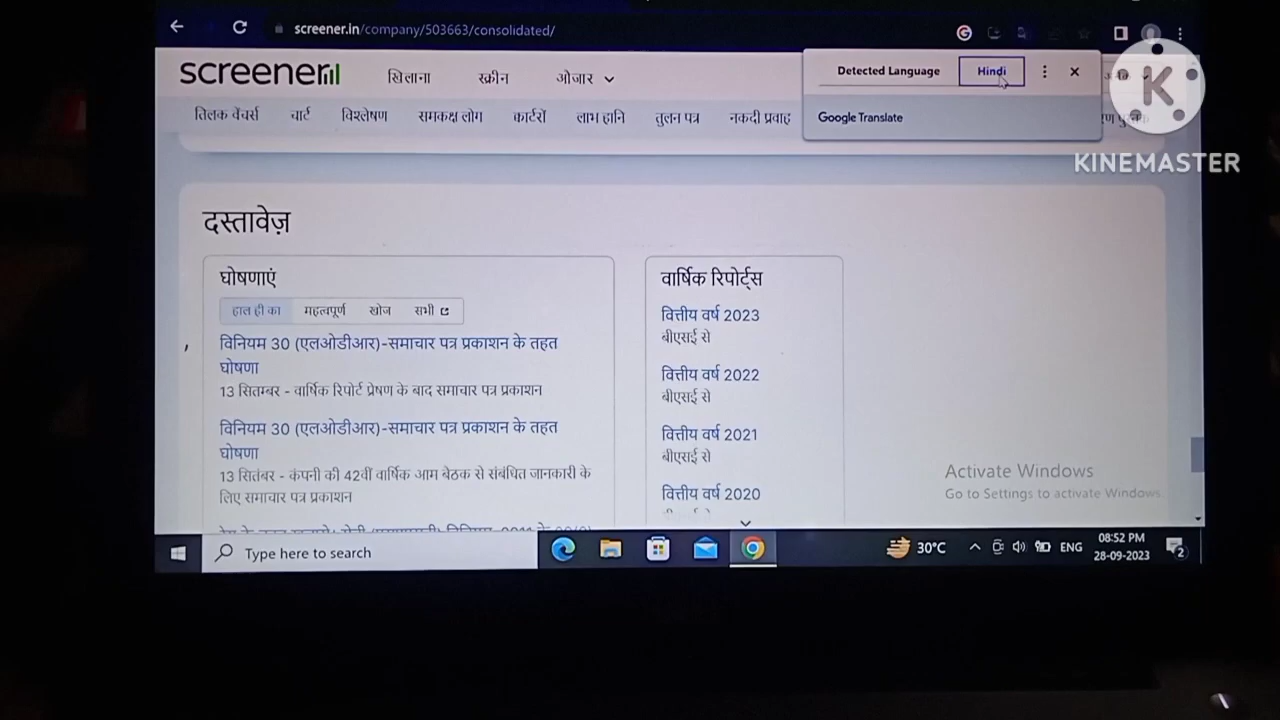 screener.in/company/503663/consolidated/
screener
खिलाना
स्क्रीन
औजार
Detected Language
Hindi
Google Translate
तिलक वेंचर्स
चार्ट
विश्लेषण
समकक्ष लोग
कार्टरों
लाभ हानि
तुलन पत्र
नकदी प्रवाह
K
KINEMASTER
दस्तावेज़
घोषणाएं
हाल ही का
महत्वपूर्ण
खोज
सभी
विनियम 30 (एलओडीआर)-समाचार पत्र प्रकाशन के तहत
घोषणा
13 सितम्बर - वार्षिक रिपोर्ट प्रेषण के बाद समाचार पत्र प्रकाशन
विनियम 30 (एलओडीआर)-समाचार पत्र प्रकाशन के तहत
घोषणा
13 सितंबर - कंपनी की 42वीं वार्षिक आम बैठक से संबंधित जानकारी के
लिए समाचार पत्र प्रकाशन
वार्षिक रिपोर्ट्स
वित्तीय वर्ष 2023
बीएसई से
वित्तीय वर्ष 2022
बीएसई से
वित्तीय वर्ष 2021
बीएसई से
वित्तीय वर्ष 2020
Activate Windows
Go to Settings to activate Windows.
Type here to search
30°C
ENG
08:52 PM
28-09-2023
2